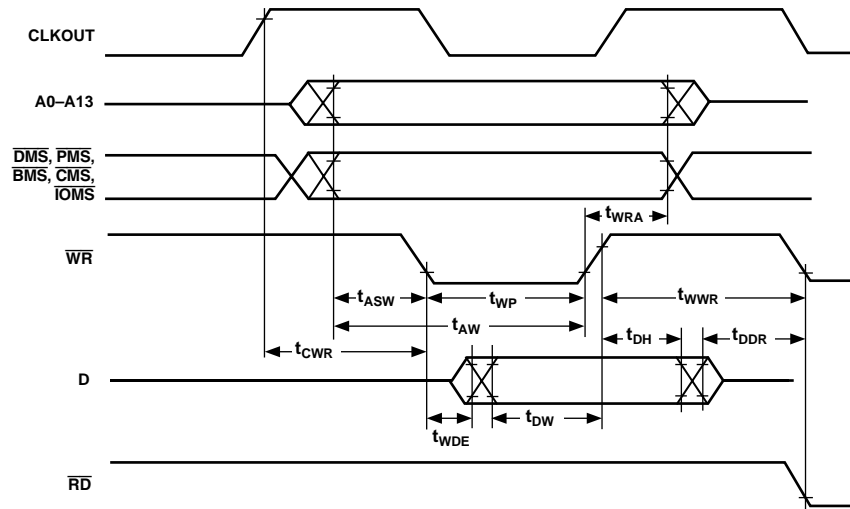 CLKOUT
A0–A13
DMS, PMS,
BMS, CMS,
IOMS
tWRA
WR
tASW
tWP
tWWR
tAW
tDH
tDDR
tCWR
D
tWDE
tDW
RD